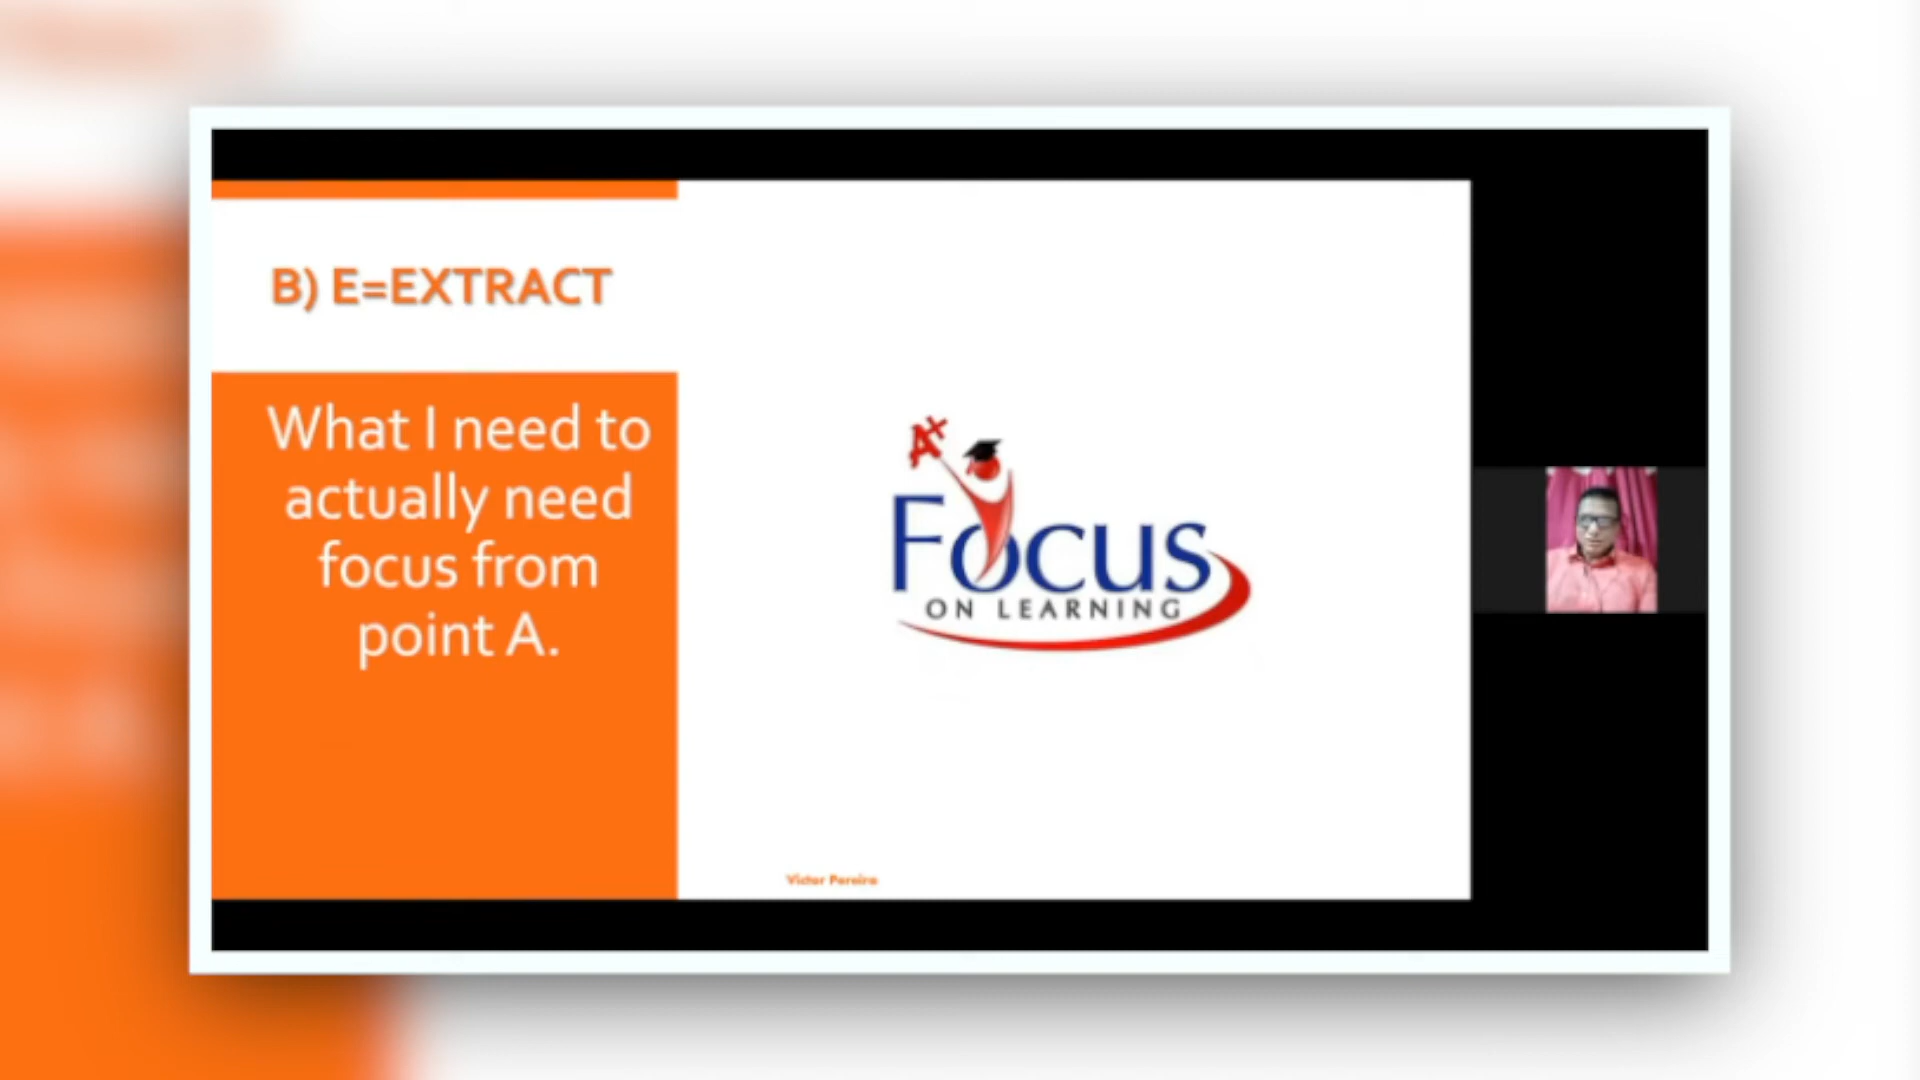 B) E=EXTRACT
What I need to
actually need
focus from
point A.
A+
Focus
ON LEARNING
Victor Pereira